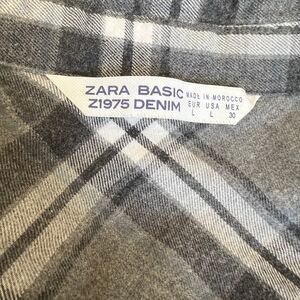 ZARA BASIC MADE IN MOROCCO
Z1975 DENIM EUR USA MEX
L L 30